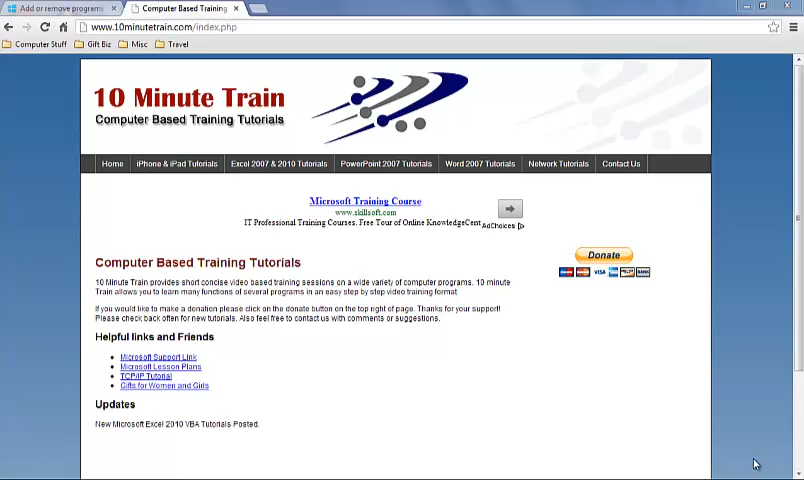 Add or remove programs
Computer Based Training
www.10minutetrain.com/index.php
Computer Stuff Gift Biz Misc Travel
10 Minute Train
Computer Based Training Tutorials
Home iPhone & iPad Tutorials Excel 2007 & 2010 Tutorials PowerPoint 2007 Tutorials Word 2007 Tutorials Network Tutorials Contact Us
Microsoft Training Course
www.skillsoft.com
IT Professional Training Courses. Free Tour of Online KnowledgeCent
AdChoices
Donate
VISA
Computer Based Training Tutorials
10 Minute Train provides short concise video based training sessions on a wide variety of computer programs. 10 minute
Train allows you to learn many functions of several programs in an easy step by step video training format.
If you would like to make a donation please click on the donate button on the top right of page. Thanks for your support!
Please check back often for new tutorials. Also feel free to contact us with comments or suggestions.
Helpful links and Friends
Microsoft Support Link
Microsoft Lesson Plans
TCP/IP Tutorial
Gifts for Women and Girls
Updates
New Microsoft Excel 2010 VBA Tutorials Posted.